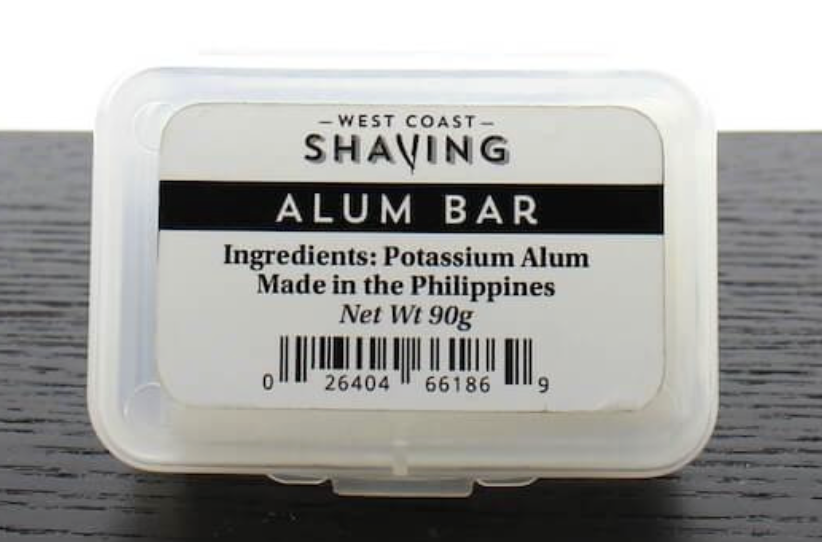 –WEST COAST–
SHAVING
ALUM BAR
Ingredients: Potassium Alum
Made in the Philippines
Net Wt 90g
0 26404 66186 9